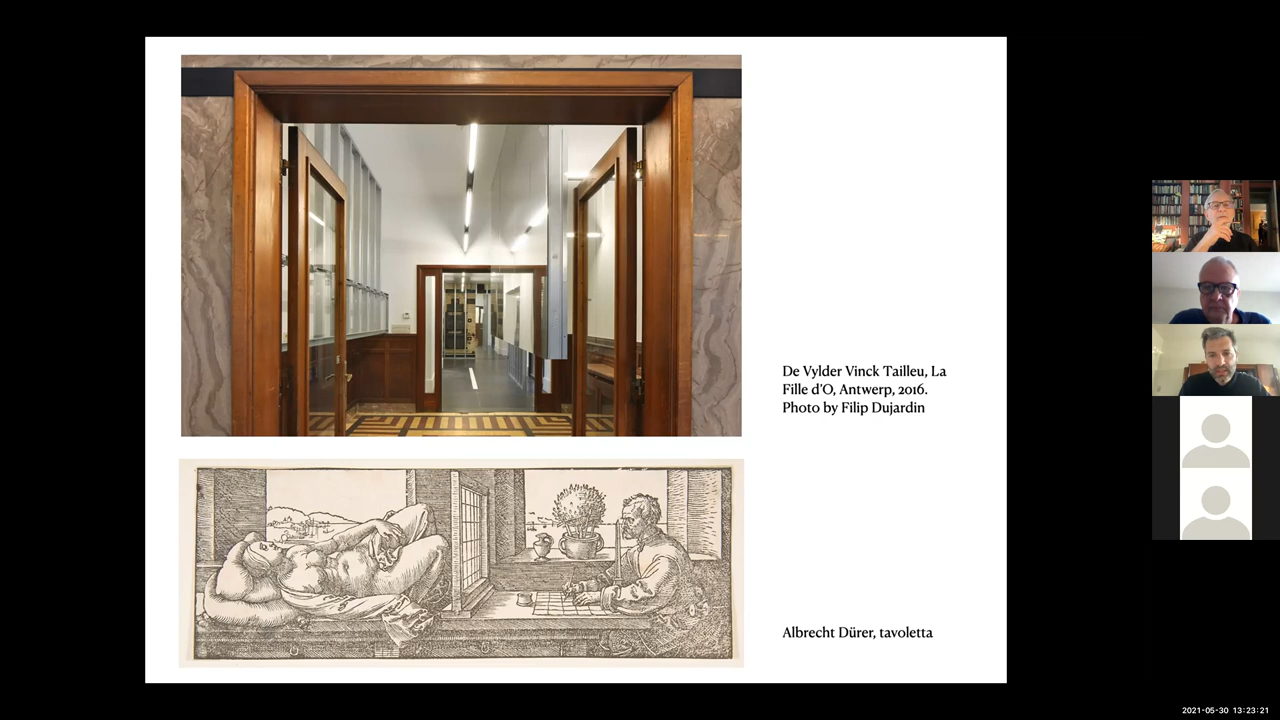 De Vylder Vinck Tailleu, La
Fille d'O, Antwerp, 2016.
Photo by Filip Dujardin
Albrecht Dürer, tavoletta
2021-05-30 13:23:21